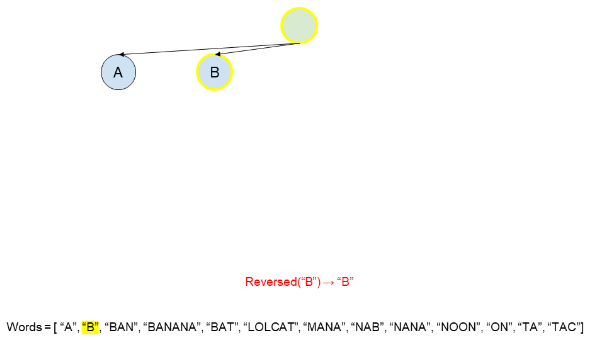 A
B
Reversed(“B”) → “B”
Words = [ “A”, “B”, “BAN”, “BANANA”, “BAT”, “LOLCAT”, “MANA”, “NAB”, “NANA”, “NOON”, “ON”, “TA”, “TAC”]